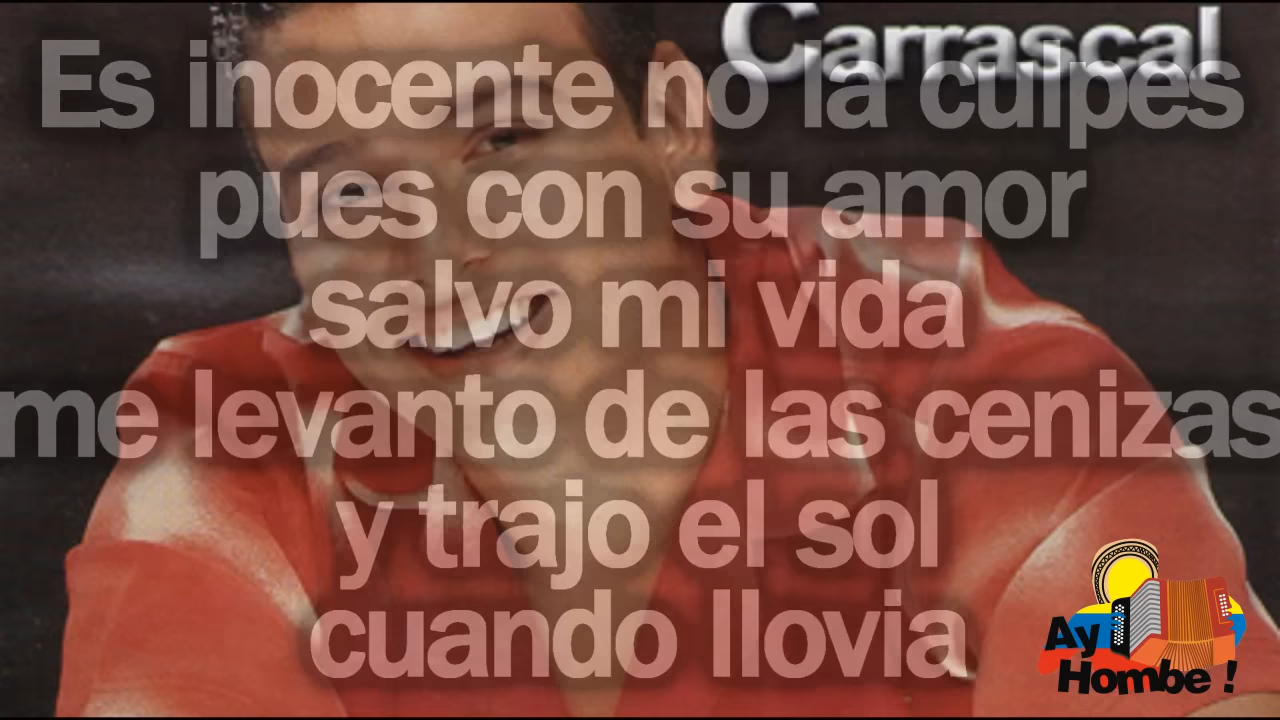 Carrascal
Es inocente no la culpes
pues con su amor
salvo mi vida
me levanto de las cenizas
y trajo el sol
cuando llovia
Ay
Hombe !